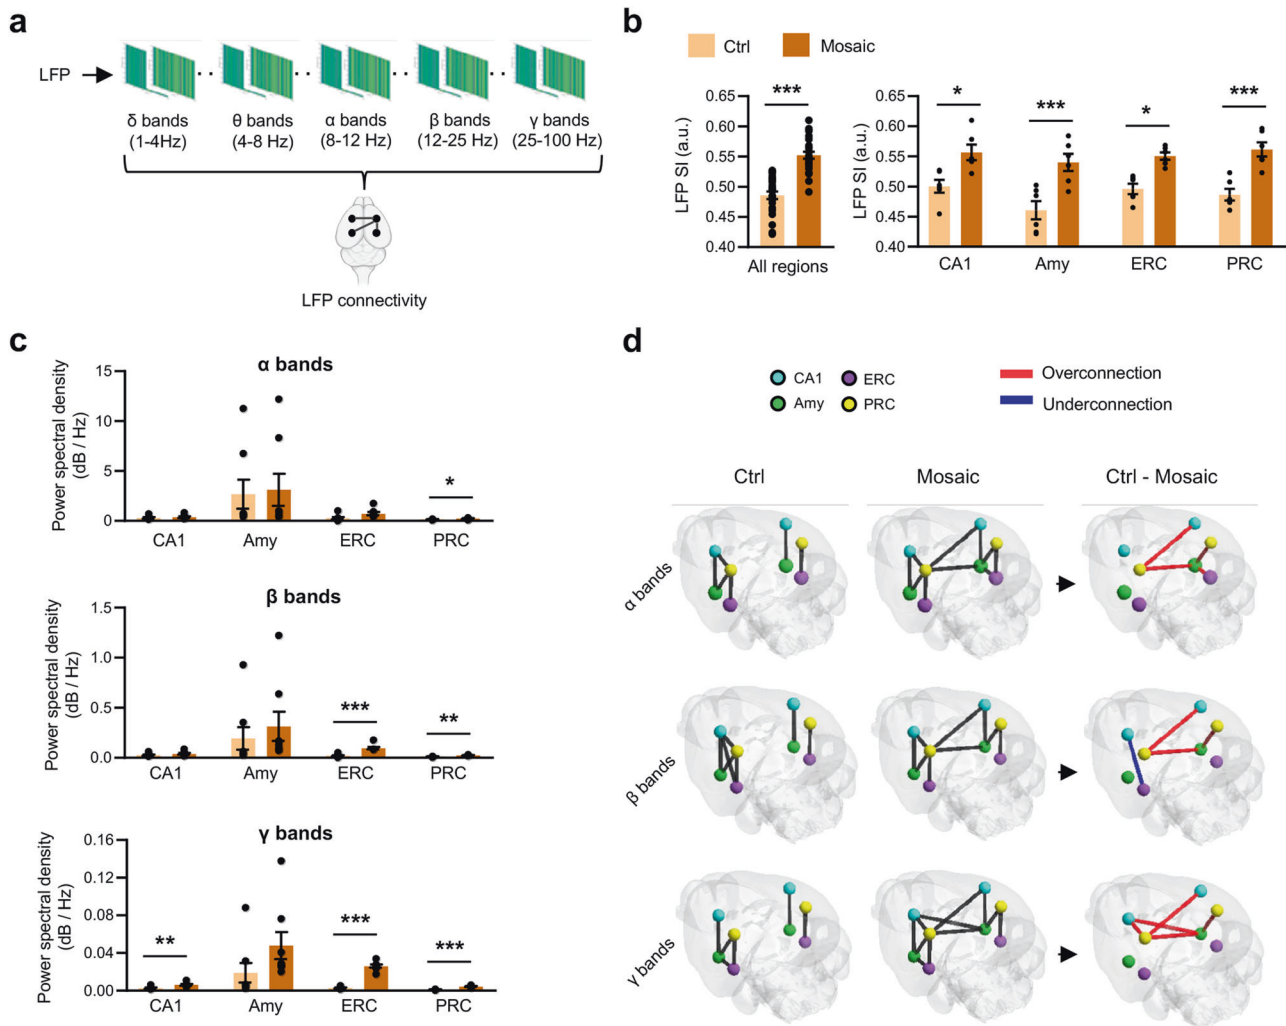 a
LFP
δ bands
(1-4Hz)
θ bands
(4-8 Hz)
α bands
(8-12 Hz)
β bands
(12-25 Hz)
γ bands
(25-100 Hz)
LFP connectivity
b
Ctrl
Mosaic
LFP SI (a.u.)
0.65
0.60
0.55
0.50
0.45
0.40
***
All regions
LFP SI (a.u.)
0.65
0.60
0.55
0.50
0.45
0.40
*
***
*
***
CA1
Amy
ERC
PRC
c
α bands
Power spectral density
(dB / Hz)
15
10
5
0
*
CA1
Amy
ERC
PRC
β bands
Power spectral density
(dB / Hz)
1.5
1.0
0.5
0.0
***
**
CA1
Amy
ERC
PRC
γ bands
Power spectral density
(dB / Hz)
0.16
0.12
0.08
0.04
0.00
**
***
***
CA1
Amy
ERC
PRC
d
CA1
ERC
Amy
PRC
Overconnection
Underconnection
Ctrl
Mosaic
Ctrl - Mosaic
α bands
β bands
γ bands